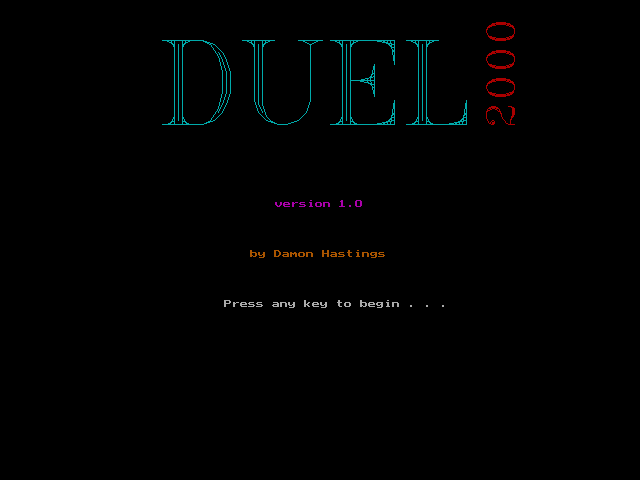 DUEL 2000
version 1.0
by Damon Hastings
Press any key to begin . . .